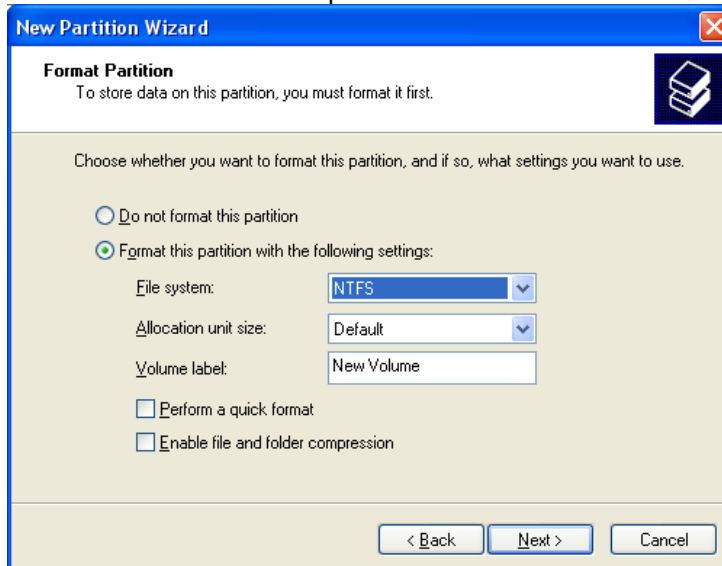 New Partition Wizard
Format Partition
To store data on this partition, you must format it first.
Choose whether you want to format this partition, and if so, what settings you want to use.
Do not format this partition
Format this partition with the following settings:
File system: NTFS
Allocation unit size: Default
Volume label: New Volume
Perform a quick format
Enable file and folder compression
< Back Next > Cancel